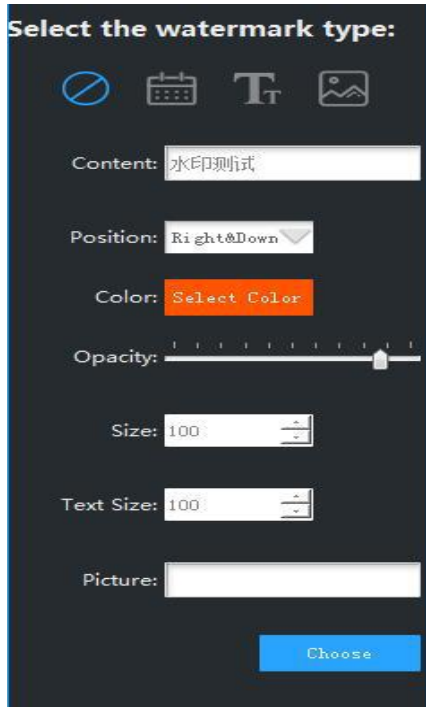 Select the watermark type:
Content: 水印测试
Position: Right&Down
Color: Select Color
Opacity:
Size: 100
Text Size: 100
Picture:
Choose